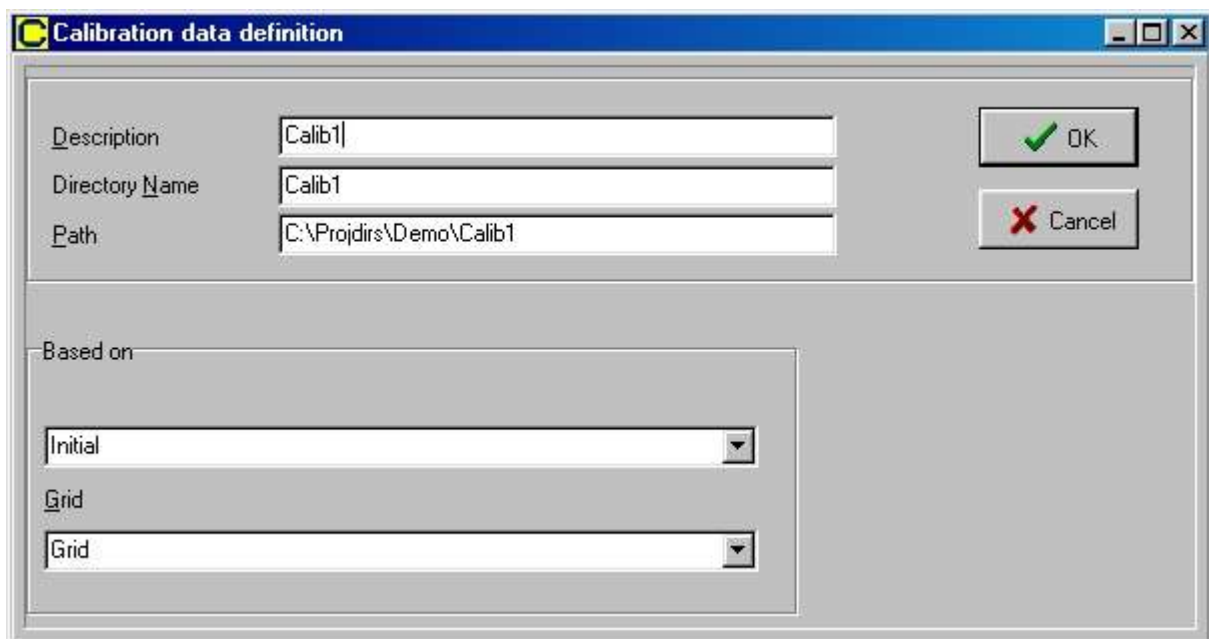 Calibration data definition
Description Calib1
OK
Directory Name Calib1
Path C:\Projdirs\Demo\Calib1
Cancel
Based on
Initial
Grid
Grid